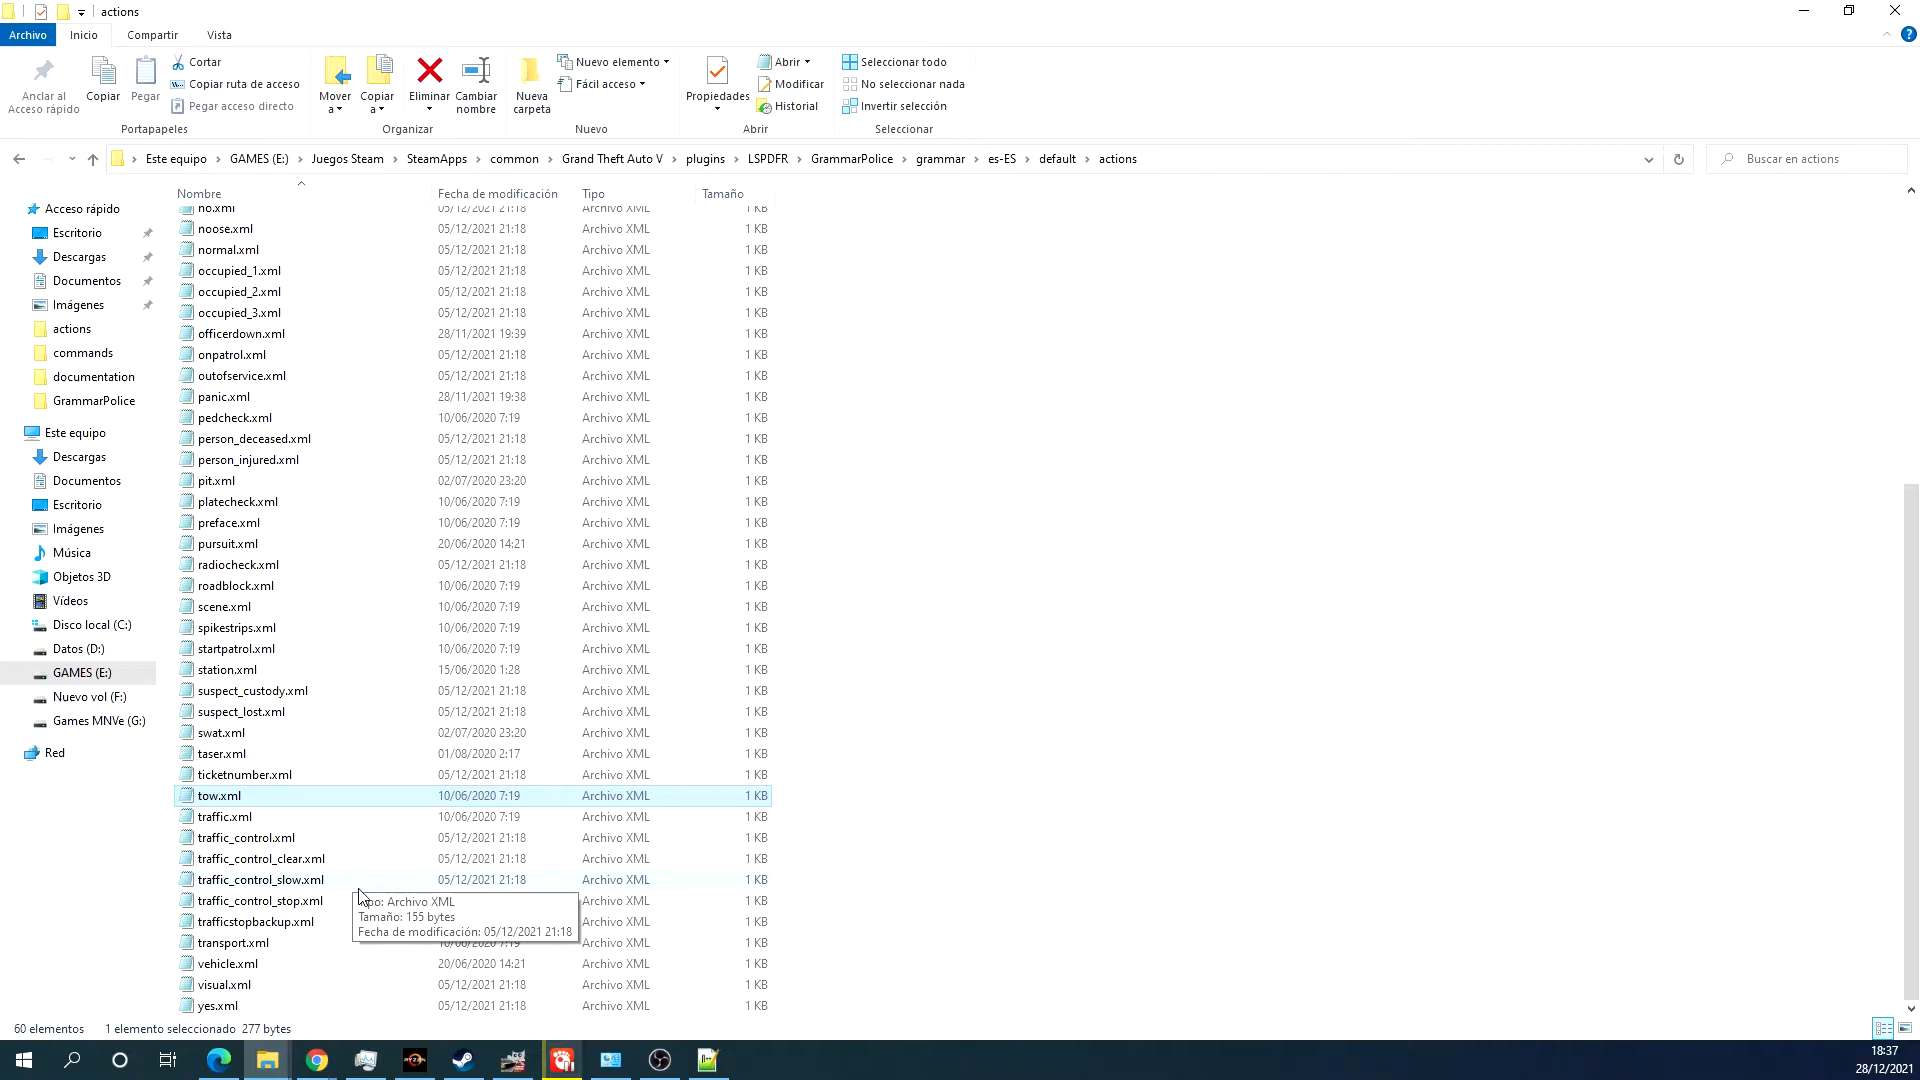 actions
Archivo Inicio Compartir Vista
Anclar al Acceso rápido
Copiar
Pegar
Cortar
Copiar ruta de acceso
Pegar acceso directo
Portapapeles
Mover a
Copiar a
Eliminar
Cambiar nombre
Organizar
Nueva carpeta
Nuevo elemento
Fácil acceso
Nuevo
Propiedades
Abrir
Modificar
Historial
Abrir
Seleccionar todo
No seleccionar nada
Invertir selección
Seleccionar
Este equipo > GAMES (E:) > Juegos Steam > SteamApps > common > Grand Theft Auto V > plugins > LSPDFR > GrammarPolice > grammar > es-ES > default > actions
Buscar en actions
Acceso rápido
Escritorio
Descargas
Documentos
Imágenes
actions
commands
documentation
GrammarPolice
Este equipo
Descargas
Documentos
Escritorio
Imágenes
Música
Objetos 3D
Vídeos
Disco local (C:)
Datos (D:)
GAMES (E:)
Nuevo vol (F:)
Games MNVe (G:)
Red
Nombre Fecha de modificación Tipo Tamaño
no.xml 05/12/2021 21:18 Archivo XML 1 KB
noose.xml 05/12/2021 21:18 Archivo XML 1 KB
normal.xml 05/12/2021 21:18 Archivo XML 1 KB
occupied_1.xml 05/12/2021 21:18 Archivo XML 1 KB
occupied_2.xml 05/12/2021 21:18 Archivo XML 1 KB
occupied_3.xml 05/12/2021 21:18 Archivo XML 1 KB
officerdown.xml 28/11/2021 19:39 Archivo XML 1 KB
onpatrol.xml 05/12/2021 21:18 Archivo XML 1 KB
outofservice.xml 05/12/2021 21:18 Archivo XML 1 KB
panic.xml 28/11/2021 19:38 Archivo XML 1 KB
pedcheck.xml 10/06/2020 7:19 Archivo XML 1 KB
person_deceased.xml 05/12/2021 21:18 Archivo XML 1 KB
person_injured.xml 05/12/2021 21:18 Archivo XML 1 KB
pit.xml 02/07/2020 23:20 Archivo XML 1 KB
platecheck.xml 10/06/2020 7:19 Archivo XML 1 KB
preface.xml 10/06/2020 7:19 Archivo XML 1 KB
pursuit.xml 20/06/2020 14:21 Archivo XML 1 KB
radiocheck.xml 05/12/2021 21:18 Archivo XML 1 KB
roadblock.xml 10/06/2020 7:19 Archivo XML 1 KB
scene.xml 10/06/2020 7:19 Archivo XML 1 KB
spikestrips.xml 10/06/2020 7:19 Archivo XML 1 KB
startpatrol.xml 10/06/2020 7:19 Archivo XML 1 KB
station.xml 15/06/2020 1:28 Archivo XML 1 KB
suspect_custody.xml 05/12/2021 21:18 Archivo XML 1 KB
suspect_lost.xml 05/12/2021 21:18 Archivo XML 1 KB
swat.xml 02/07/2020 23:20 Archivo XML 1 KB
taser.xml 01/08/2020 2:17 Archivo XML 1 KB
ticketnumber.xml 05/12/2021 21:18 Archivo XML 1 KB
tow.xml 10/06/2020 7:19 Archivo XML 1 KB
traffic.xml 10/06/2020 7:19 Archivo XML 1 KB
traffic_control.xml 05/12/2021 21:18 Archivo XML 1 KB
traffic_control_clear.xml 05/12/2021 21:18 Archivo XML 1 KB
traffic_control_slow.xml 05/12/2021 21:18 Archivo XML 1 KB
traffic_control_stop.xml Archivo XML 1 KB
trafficstopbackup.xml Archivo XML 1 KB
transport.xml 10/06/2020 7:19 Archivo XML 1 KB
vehicle.xml 20/06/2020 14:21 Archivo XML 1 KB
visual.xml 05/12/2021 21:18 Archivo XML 1 KB
yes.xml 05/12/2021 21:18 Archivo XML 1 KB
po: Archivo XML
Tamaño: 155 bytes
Fecha de modificación: 05/12/2021 21:18
60 elementos 1 elemento seleccionado 277 bytes
RYZEN
18:37
28/12/2021